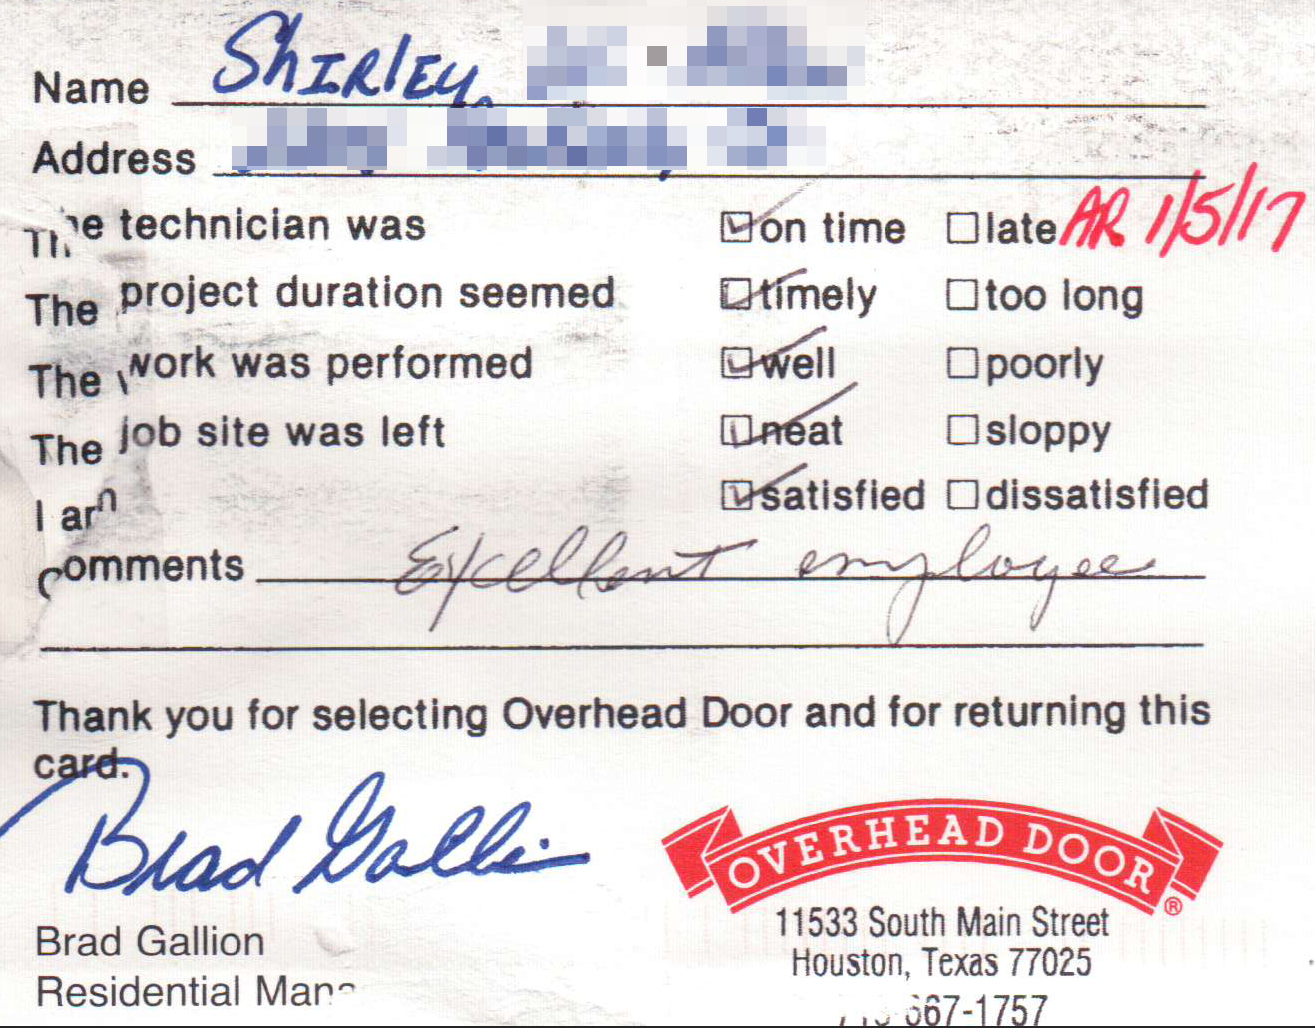 Name Shirley
Address
The technician was ☑ on time ☐ late AR 1/5/17
The project duration seemed ☑ timely ☐ too long
The work was performed ☑ well ☐ poorly
The job site was left ☑ neat ☐ sloppy
I am ☑ satisfied ☐ dissatisfied
Comments Excellent employee
Thank you for selecting Overhead Door and for returning this
card.
Brad Gallion
OVERHEAD DOOR®
Brad Gallion
Residential
11533 South Main Street
Houston, Texas 77025
667-1757